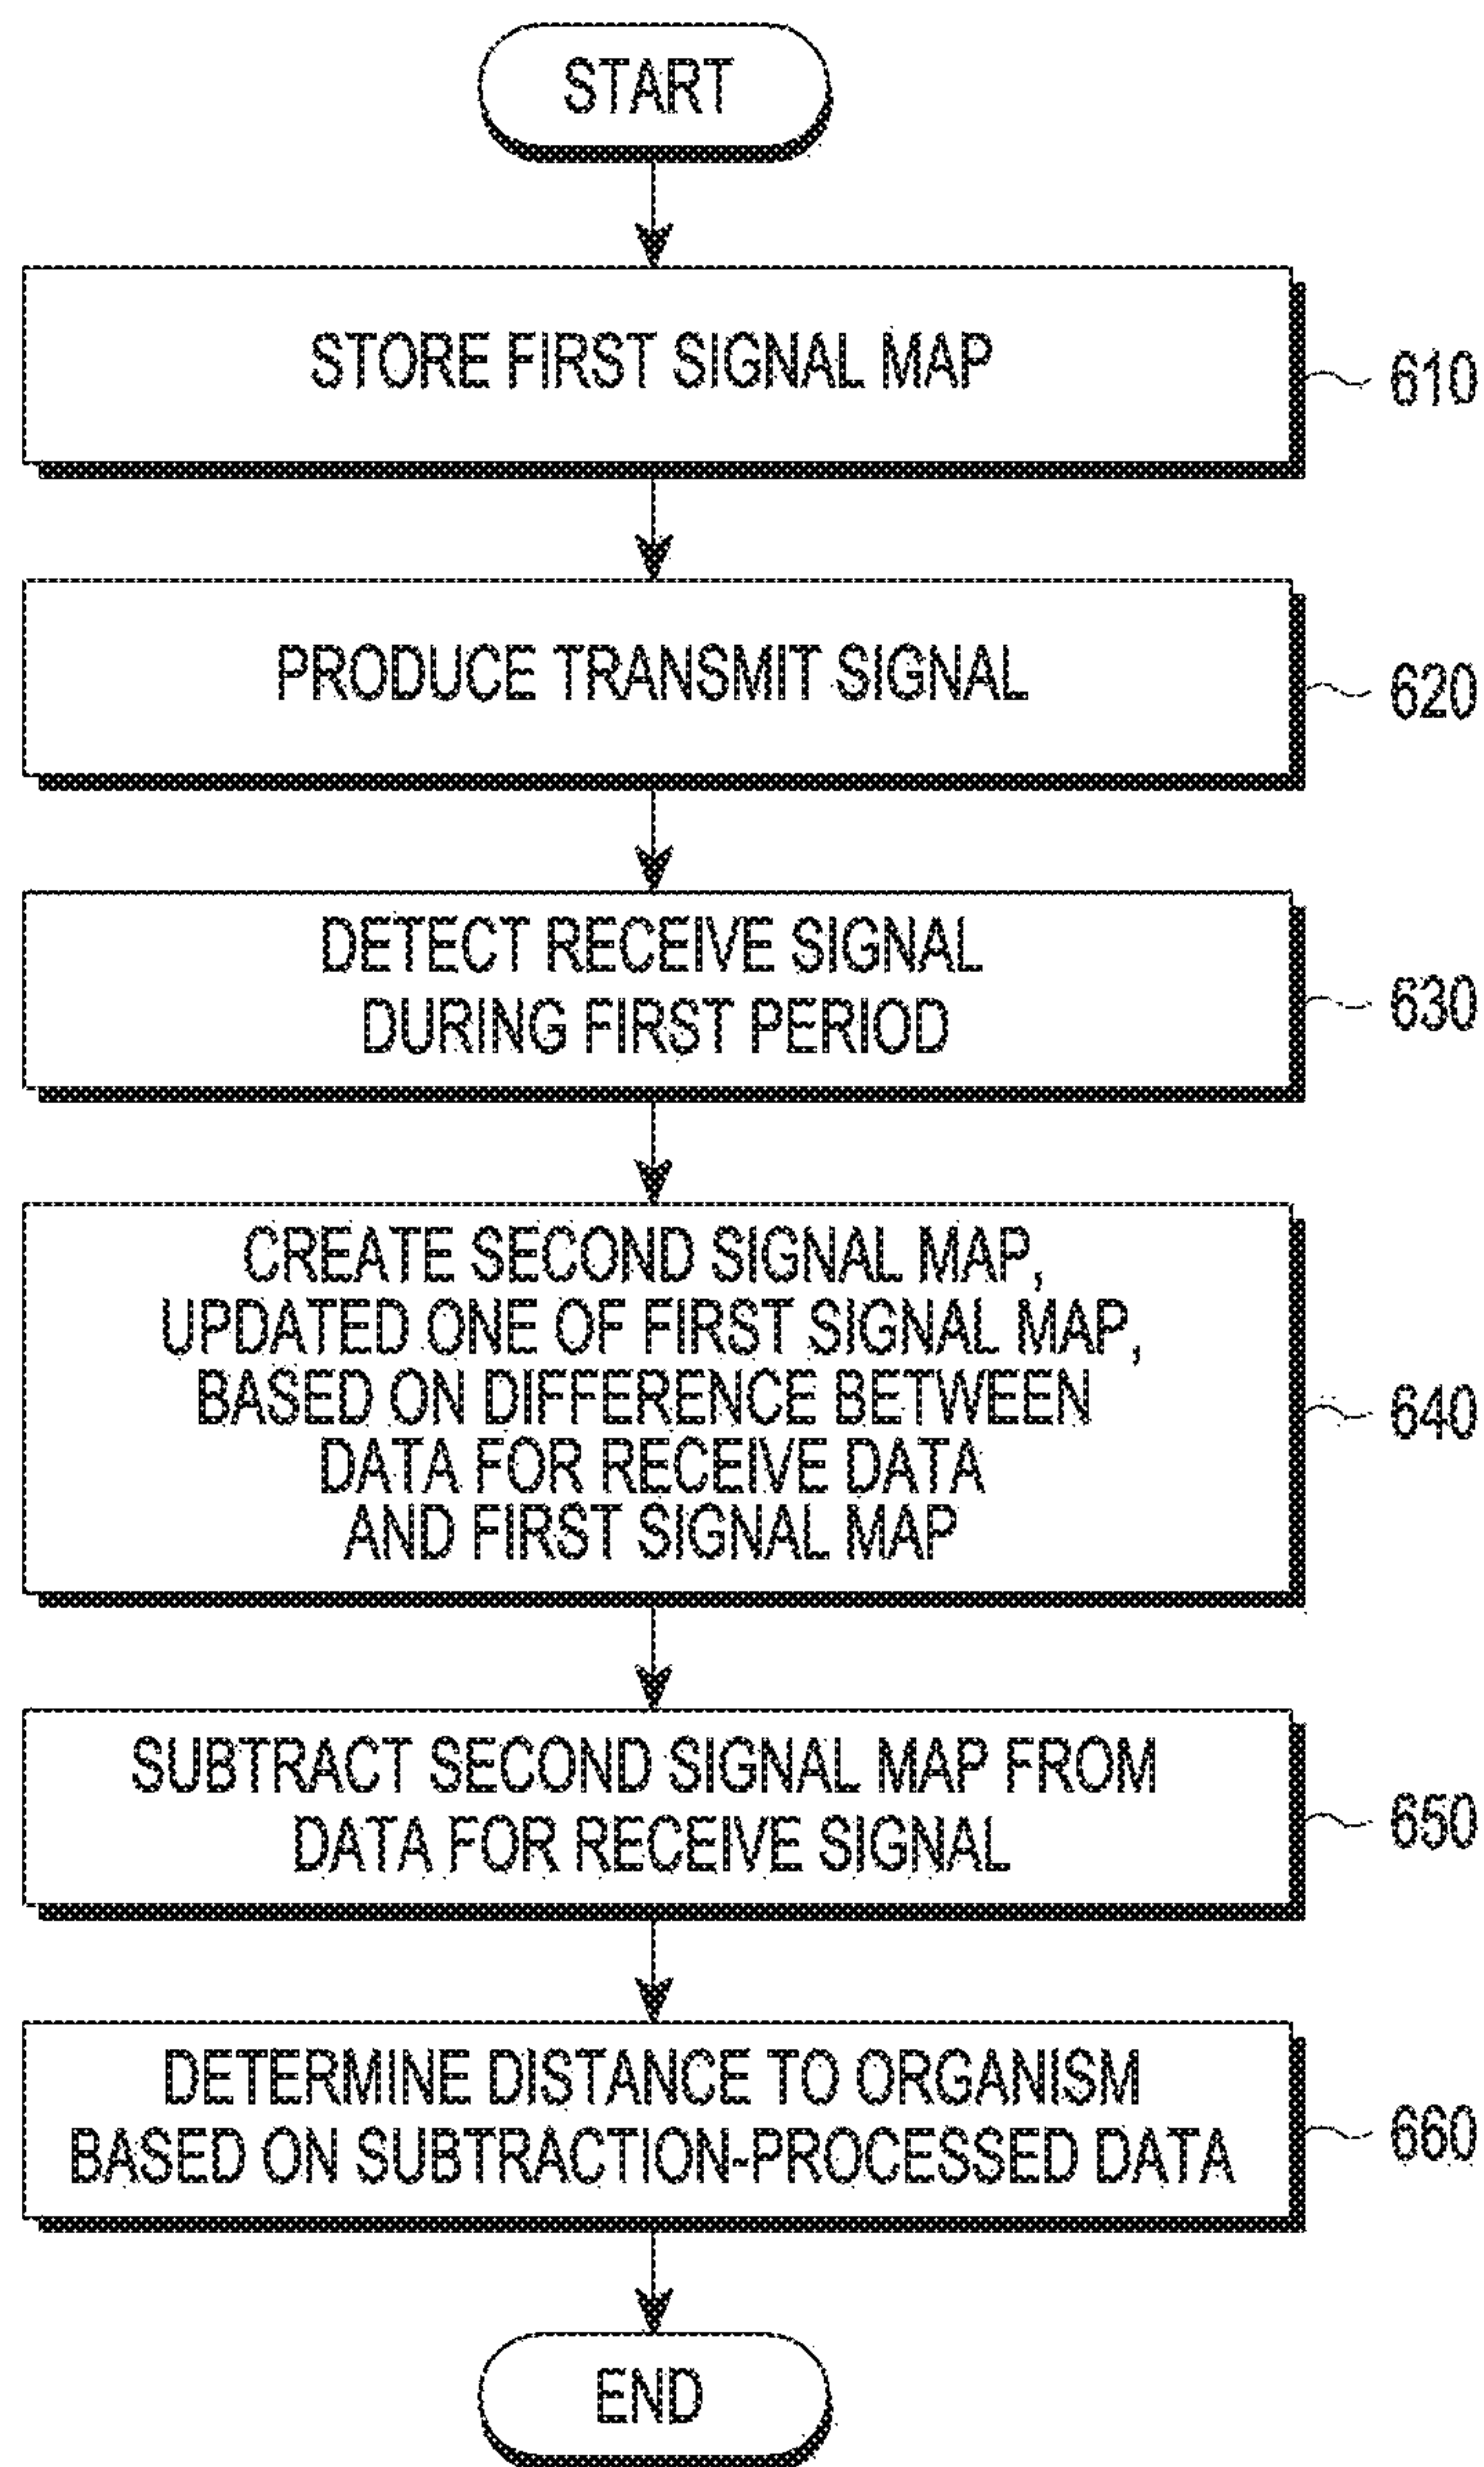 START
STORE FIRST SIGNAL MAP
610
PRODUCE TRANSMIT SIGNAL
620
DETECT RECEIVE SIGNAL
DURING FIRST PERIOD
630
CREATE SECOND SIGNAL MAP,
UPDATED ONE OF FIRST SIGNAL MAP,
BASED ON DIFFERENCE BETWEEN
DATA FOR RECEIVE DATA
AND FIRST SIGNAL MAP
640
SUBTRACT SECOND SIGNAL MAP FROM
DATA FOR RECEIVE SIGNAL
650
DETERMINE DISTANCE TO ORGANISM
BASED ON SUBTRACTION-PROCESSED DATA
660
END